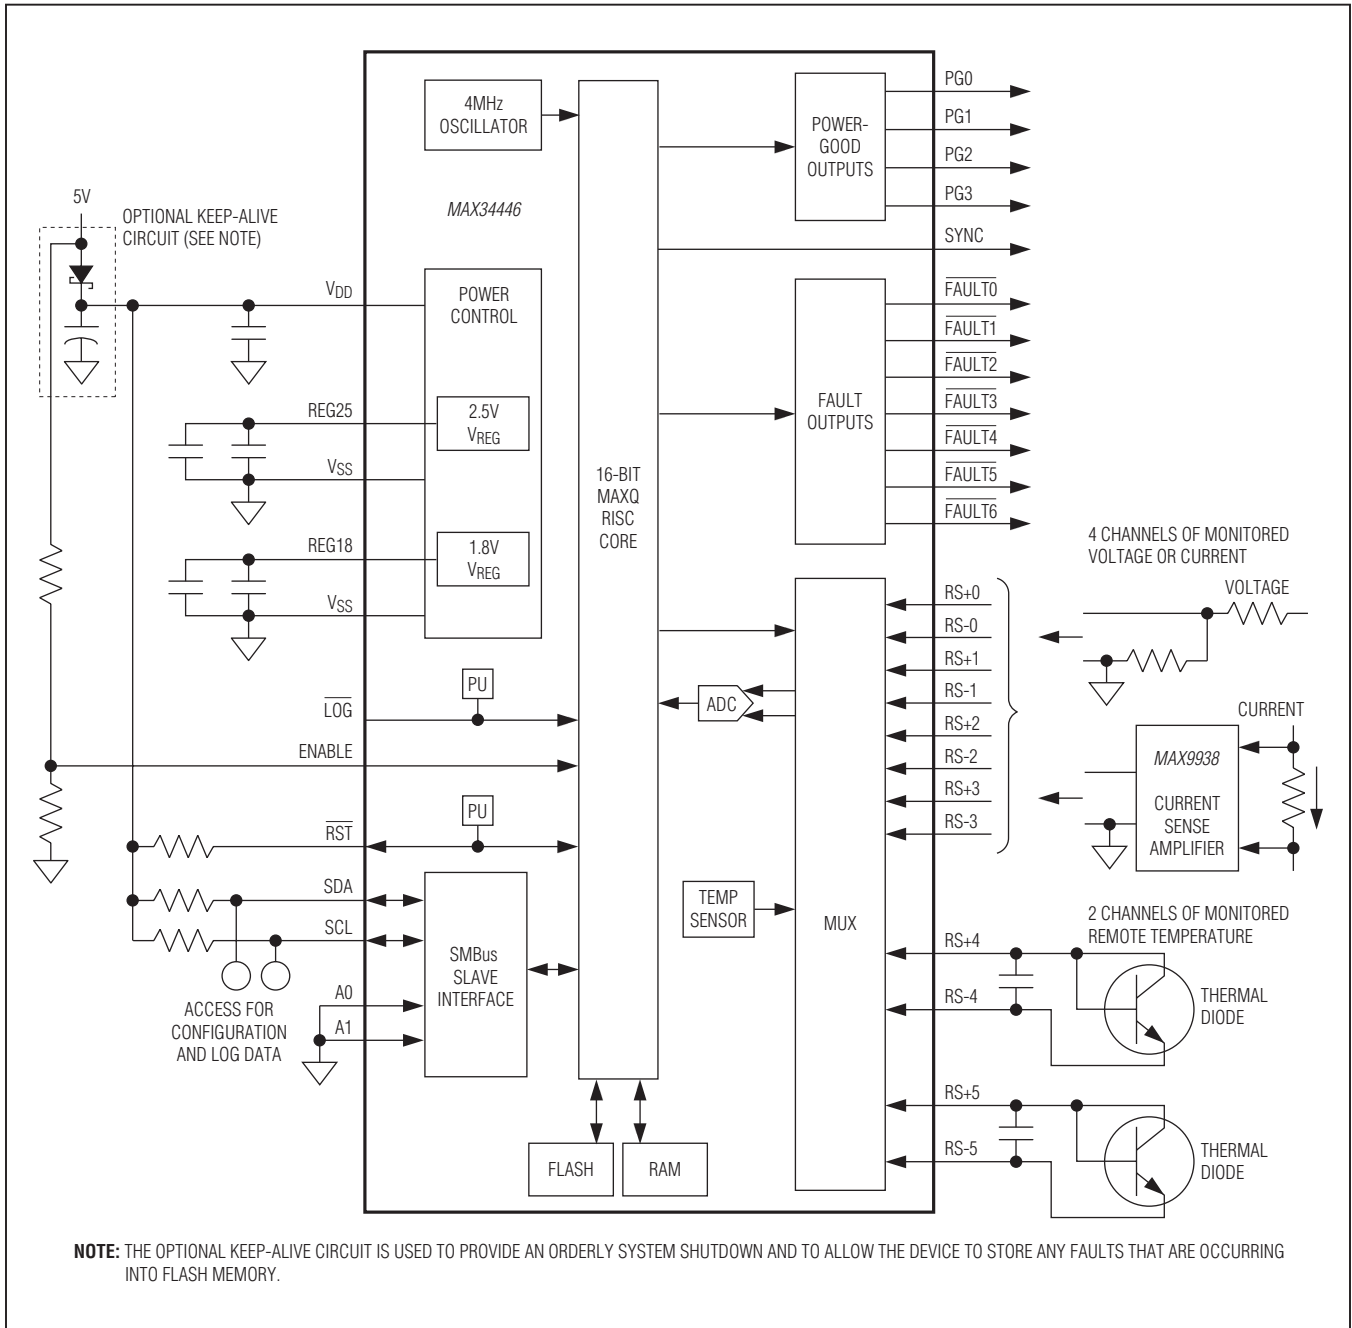 4MHz
OSCILLATOR
MAX34446
5V
OPTIONAL KEEP-ALIVE
CIRCUIT (SEE NOTE)
VDD
POWER
CONTROL
REG25
2.5V
VREG
VSS
REG18
1.8V
VREG
VSS
PU
LOG
ENABLE
PU
RST
SDA
SCL
A0
A1
SMBus
SLAVE
INTERFACE
ACCESS FOR
CONFIGURATION
AND LOG DATA
16-BIT
MAXQ
RISC
CORE
FLASH
RAM
POWER-
GOOD
OUTPUTS
PG0
PG1
PG2
PG3
SYNC
FAULT
OUTPUTS
FAULT0
FAULT1
FAULT2
FAULT3
FAULT4
FAULT5
FAULT6
ADC
TEMP
SENSOR
MUX
RS+0
RS-0
RS+1
RS-1
RS+2
RS-2
RS+3
RS-3
RS+4
RS-4
RS+5
RS-5
4 CHANNELS OF MONITORED
VOLTAGE OR CURRENT
VOLTAGE
CURRENT
MAX9938
CURRENT
SENSE
AMPLIFIER
2 CHANNELS OF MONITORED
REMOTE TEMPERATURE
THERMAL
DIODE
THERMAL
DIODE
NOTE: THE OPTIONAL KEEP-ALIVE CIRCUIT IS USED TO PROVIDE AN ORDERLY SYSTEM SHUTDOWN AND TO ALLOW THE DEVICE TO STORE ANY FAULTS THAT ARE OCCURRING
INTO FLASH MEMORY.